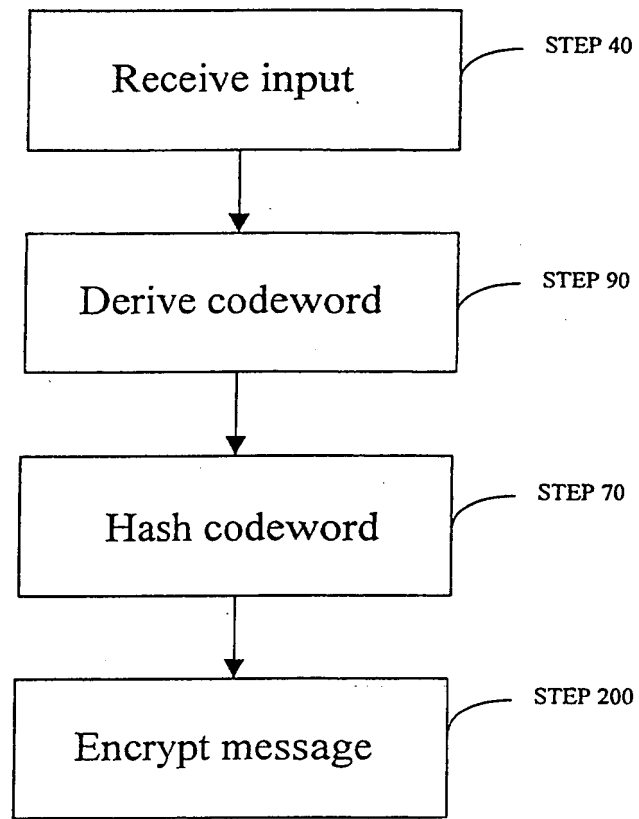 Receive input
STEP 40
Derive codeword
STEP 90
Hash codeword
STEP 70
Encrypt message
STEP 200